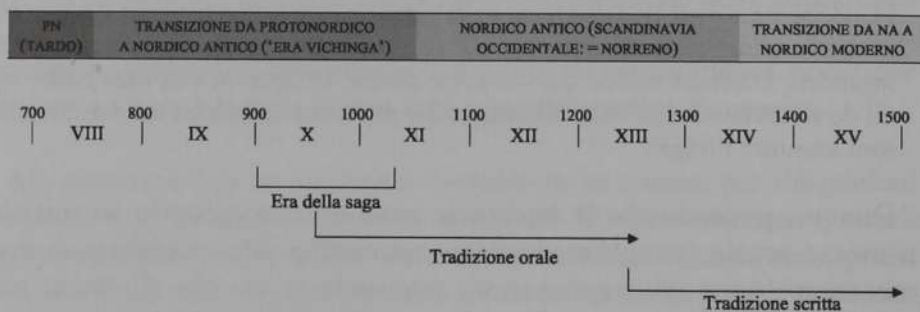 PN
(TARDO)
TRANSIZIONE DA PROTONORDICO
A NORDICO ANTICO (‘ERA VICHINGA’)
NORDICO ANTICO (SCANDINAVIA
OCCIDENTALE: = NORRENO)
TRANSIZIONE DA NA A
NORDICO MODERNO
700 VIII 800 IX 900 X 1000 XI 1100 XII 1200 XIII 1300 XIV 1400 XV 1500
Era della saga
Tradizione orale
Tradizione scritta